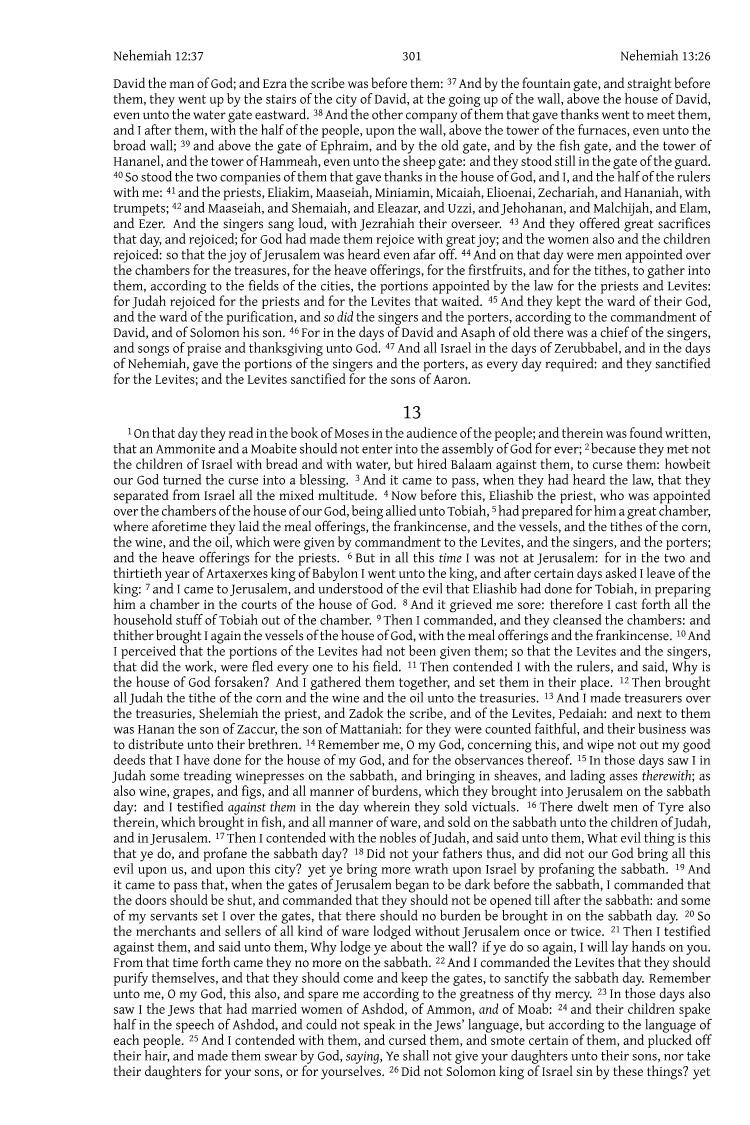 Nehemiah 12:37 301 Nehemiah 13:26
David the man of God; and Ezra the scribe was before them: 37 And by the fountain gate, and straight before
them, they went up by the stairs of the city of David, at the going up of the wall, above the house of David,
even unto the water gate eastward. 38 And the other company of them that gave thanks went to meet them,
and I after them, with the half of the people, upon the wall, above the tower of the furnaces, even unto the
broad wall; 39 and above the gate of Ephraim, and by the old gate, and by the fish gate, and the tower of
Hananel, and the tower of Hammeah, even unto the sheep gate: and they stood still in the gate of the guard.
40 So stood the two companies of them that gave thanks in the house of God, and I, and the half of the rulers
with me: 41 and the priests, Eliakim, Maaseiah, Miniamin, Micaiah, Elioenai, Zechariah, and Hananiah, with
trumpets; 42 and Maaseiah, and Shemaiah, and Eleazar, and Uzzi, and Jehohanan, and Malchijah, and Elam,
and Ezer. And the singers sang loud, with Jezrahiah their overseer. 43 And they offered great sacrifices
that day, and rejoiced; for God had made them rejoice with great joy; and the women also and the children
rejoiced: so that the joy of Jerusalem was heard even afar off. 44 And on that day were men appointed over
the chambers for the treasures, for the heave offerings, for the firstfruits, and for the tithes, to gather into
them, according to the fields of the cities, the portions appointed by the law for the priests and Levites:
for Judah rejoiced for the priests and for the Levites that waited. 45 And they kept the ward of their God,
and the ward of the purification, and so did the singers and the porters, according to the commandment of
David, and of Solomon his son. 46 For in the days of David and Asaph of old there was a chief of the singers,
and songs of praise and thanksgiving unto God. 47 And all Israel in the days of Zerubbabel, and in the days
of Nehemiah, gave the portions of the singers and the porters, as every day required: and they sanctified
for the Levites; and the Levites sanctified for the sons of Aaron.
13
1 On that day they read in the book of Moses in the audience of the people; and therein was found written,
that an Ammonite and a Moabite should not enter into the assembly of God for ever; 2 because they met not
the children of Israel with bread and with water, but hired Balaam against them, to curse them: howbeit
our God turned the curse into a blessing. 3 And it came to pass, when they had heard the law, that they
separated from Israel all the mixed multitude. 4 Now before this, Eliashib the priest, who was appointed
over the chambers of the house of our God, being allied unto Tobiah, 5 had prepared for him a great chamber,
where aforetime they laid the meal offerings, the frankincense, and the vessels, and the tithes of the corn,
the wine, and the oil, which were given by commandment to the Levites, and the singers, and the porters;
and the heave offerings for the priests. 6 But in all this time I was not at Jerusalem: for in the two and
thirtieth year of Artaxerxes king of Babylon I went unto the king, and after certain days asked I leave of the
king: 7 and I came to Jerusalem, and understood of the evil that Eliashib had done for Tobiah, in preparing
him a chamber in the courts of the house of God. 8 And it grieved me sore: therefore I cast forth all the
household stuff of Tobiah out of the chamber. 9 Then I commanded, and they cleansed the chambers: and
thither brought I again the vessels of the house of God, with the meal offerings and the frankincense. 10 And
I perceived that the portions of the Levites had not been given them; so that the Levites and the singers,
that did the work, were fled every one to his field. 11 Then contended I with the rulers, and said, Why is
the house of God forsaken? And I gathered them together, and set them in their place. 12 Then brought
all Judah the tithe of the corn and the wine and the oil unto the treasuries. 13 And I made treasurers over
the treasuries, Shelemiah the priest, and Zadok the scribe, and of the Levites, Pedaiah: and next to them
was Hanan the son of Zaccur, the son of Mattaniah: for they were counted faithful, and their business was
to distribute unto their brethren. 14 Remember me, O my God, concerning this, and wipe not out my good
deeds that I have done for the house of my God, and for the observances thereof. 15 In those days saw I in
Judah some treading winepresses on the sabbath, and bringing in sheaves, and lading asses therewith; as
also wine, grapes, and figs, and all manner of burdens, which they brought into Jerusalem on the sabbath
day: and I testified against them in the day wherein they sold victuals. 16 There dwelt men of Tyre also
therein, which brought in fish, and all manner of ware, and sold on the sabbath unto the children of Judah,
and in Jerusalem. 17 Then I contended with the nobles of Judah, and said unto them, What evil thing is this
that ye do, and profane the sabbath day? 18 Did not your fathers thus, and did not our God bring all this
evil upon us, and upon this city? yet ye bring more wrath upon Israel by profaning the sabbath. 19 And
it came to pass that, when the gates of Jerusalem began to be dark before the sabbath, I commanded that
the doors should be shut, and commanded that they should not be opened till after the sabbath: and some
of my servants set I over the gates, that there should no burden be brought in on the sabbath day. 20 So
the merchants and sellers of all kind of ware lodged without Jerusalem once or twice. 21 Then I testified
against them, and said unto them, Why lodge ye about the wall? if ye do so again, I will lay hands on you.
From that time forth came they no more on the sabbath. 22 And I commanded the Levites that they should
purify themselves, and that they should come and keep the gates, to sanctify the sabbath day. Remember
unto me, O my God, this also, and spare me according to the greatness of thy mercy. 23 In those days also
saw I the Jews that had married women of Ashdod, of Ammon, and of Moab: 24 and their children spake
half in the speech of Ashdod, and could not speak in the Jews’ language, but according to the language of
each people. 25 And I contended with them, and cursed them, and smote certain of them, and plucked off
their hair, and made them swear by God, saying, Ye shall not give your daughters unto their sons, nor take
their daughters for your sons, or for yourselves. 26 Did not Solomon king of Israel sin by these things? yet